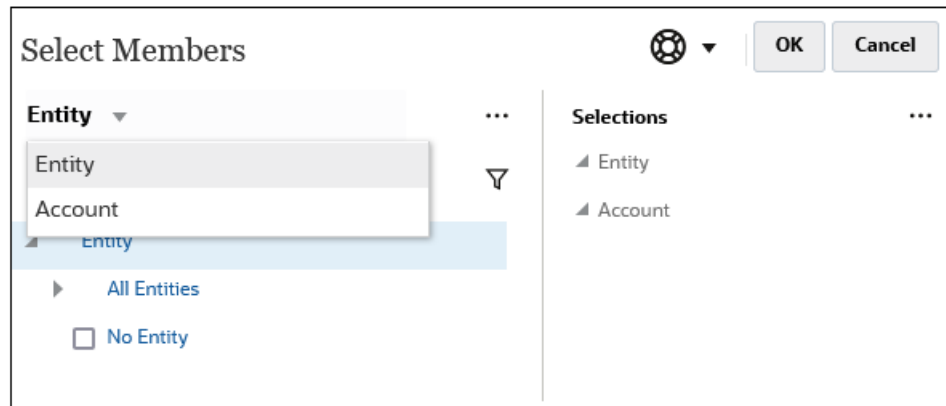 Select Members
OK
Cancel
Entity
Selections
Entity
Account
Entity
Account
Entity
All Entities
No Entity